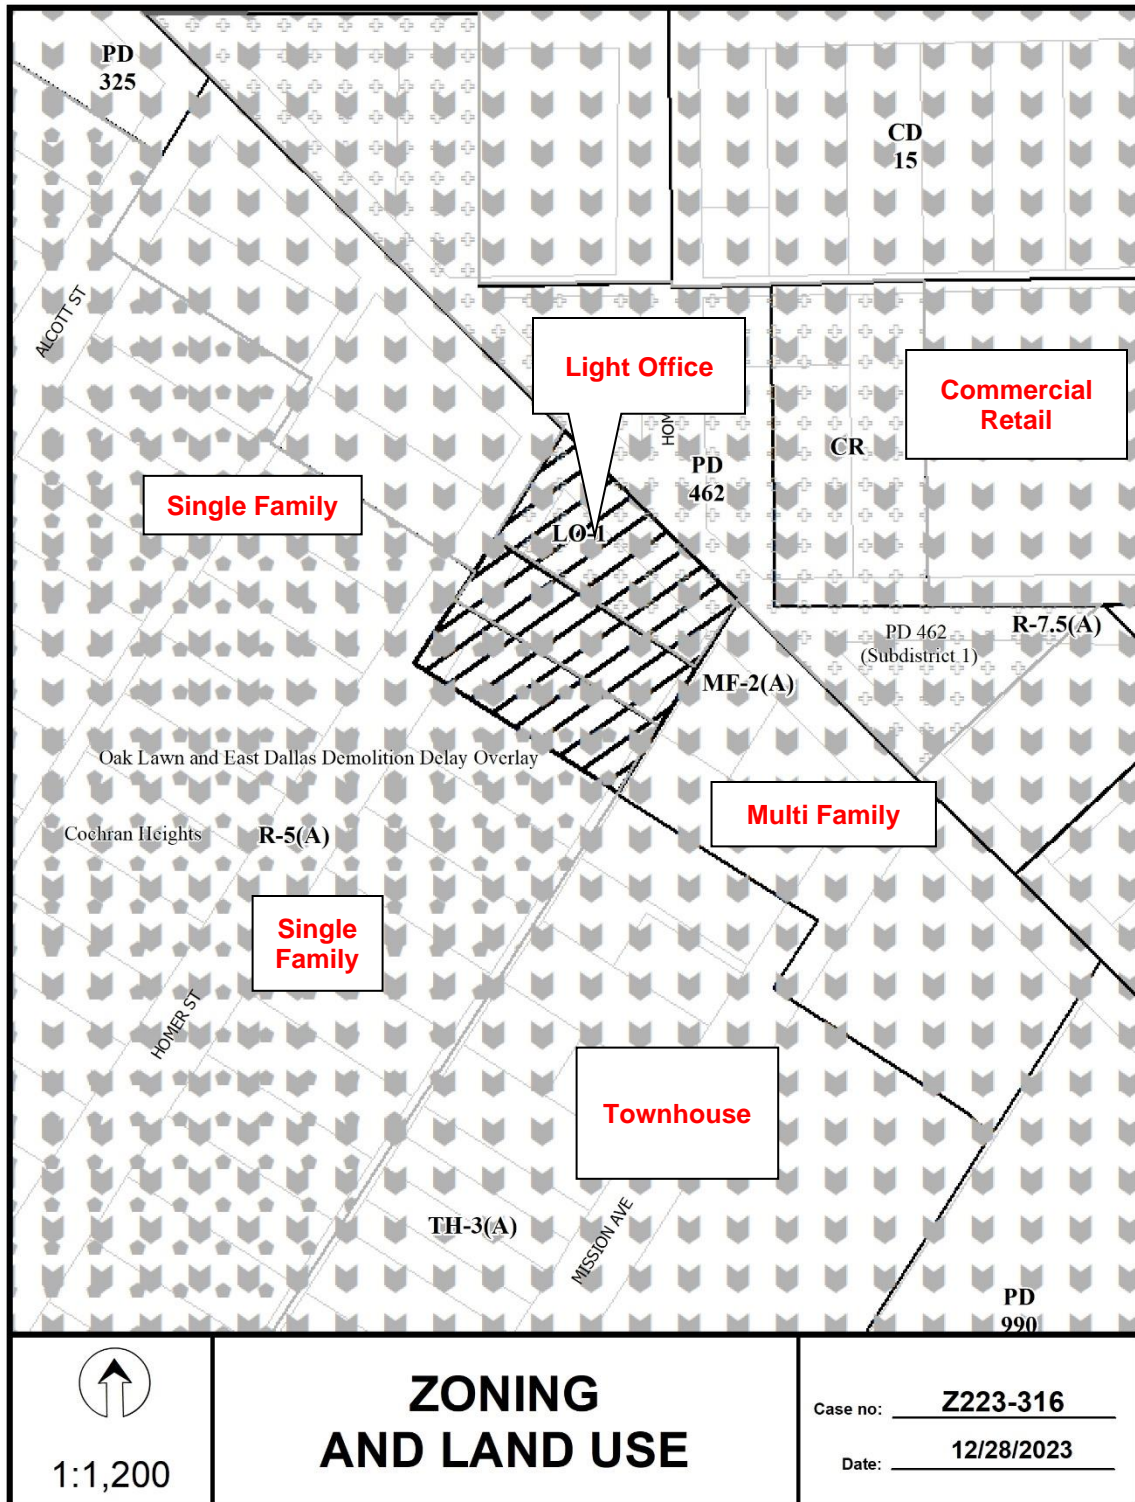 PD
325
CD
15
ALCOTT ST
Light Office
Commercial
Retail
HOM
CR
PD
462
Single Family
LO-1
PD 462
(Subdistrict 1)
R-7.5(A)
MF-2(A)
Oak Lawn and East Dallas Demolition Delay Overlay
Multi Family
Cochran Heights
R-5(A)
Single
Family
HOMER ST
Townhouse
TH-3(A)
MISSION AVE
PD
990
1:1,200
ZONING
AND LAND USE
Case no: Z223-316
Date: 12/28/2023